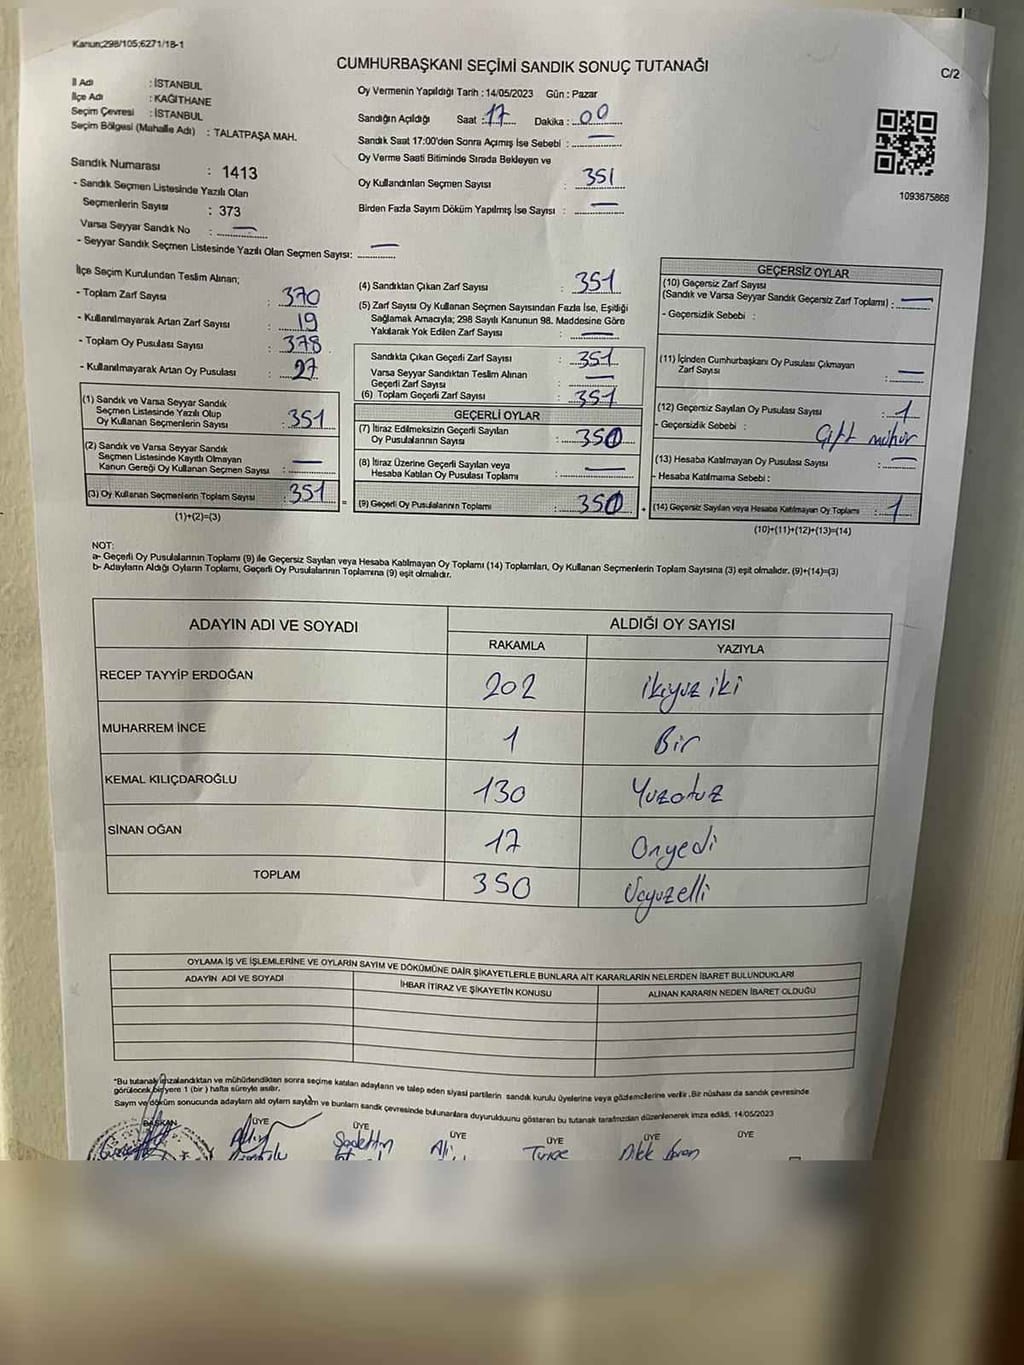 Kanun;298/105;6271/18-1
CUMHURBAŞKANI SEÇİMİ SANDIK SONUÇ TUTANAĞI
C/2
İl Adı : İSTANBUL
İlçe Adı : KAĞITHANE
Seçim Çevresi : İSTANBUL
Seçim Bölgesi (Mahalle Adı) : TALATPAŞA MAH.
Sandık Numarası : 1413
- Sandık Seçmen Listesinde Yazılı Olan
Seçmenlerin Sayısı : 373
Varsa Seyyar Sandık No : —
- Seyyar Sandık Seçmen Listesinde Yazılı Olan Seçmen Sayısı: —
Oy Vermenin Yapıldığı Tarih : 14/05/2023 Gün : Pazar
Sandığın Açıldığı Saat : 17 Dakika : 00
Sandık Saat 17:00'den Sonra Açımış İse Sebebi : —
Oy Verme Saati Bitiminde Sırada Bekleyen ve
Oy Kullandırılan Seçmen Sayısı : 351
Birden Fazla Sayım Döküm Yapılmış İse Sayısı : —
1093675868
İlçe Seçim Kurulundan Teslim Alınan;
- Toplam Zarf Sayısı : 370
- Kullanılmayarak Artan Zarf Sayısı : 19
- Toplam Oy Pusulası Sayısı : 378
- Kullanılmayarak Artan Oy Pusulası : 27
(1) Sandık ve Varsa Seyyar Sandık
Seçmen Listesinde Yazılı Olup
Oy Kullanan Seçmenlerin Sayısı : 351
(2) Sandık ve Varsa Seyyar Sandık
Seçmen Listesinde Kayıtlı Olmayan
Kanun Gereği Oy Kullanan Seçmen Sayısı : —
(3) Oy Kullanan Seçmenlerin Toplam Sayısı : 351
(1)+(2)=(3)
(4) Sandıktan Çıkan Zarf Sayısı : 351
(5) Zarf Sayısı Oy Kullanan Seçmen Sayısından Fazla İse, Eşitliği
Sağlamak Amacıyla; 298 Sayılı Kanunun 98. Maddesine Göre
Yakılarak Yok Edilen Zarf Sayısı : —
Sandıkta Çıkan Geçerli Zarf Sayısı : 351
Varsa Seyyar Sandıktan Teslim Alınan
Geçerli Zarf Sayısı : —
(6) Toplam Geçerli Zarf Sayısı : 351
GEÇERLİ OYLAR
(7) İtiraz Edilmeksizin Geçerli Sayılan
Oy Pusulalarının Sayısı : 350
(8) İtiraz Üzerine Geçerli Sayılan veya
Hesaba Katılan Oy Pusulası Toplamı : —
(9) Geçerli Oy Pusulalarının Toplamı : 350
GEÇERSİZ OYLAR
(10) Geçersiz Zarf Sayısı
(Sandık ve Varsa Seyyar Sandık Geçersiz Zarf Toplamı) : —
- Geçersizlik Sebebi :
(11) İçinden Cumhurbaşkanı Oy Pusulası Çıkmayan
Zarf Sayısı : —
(12) Geçersiz Sayılan Oy Pusulası Sayısı : 1
- Geçersizlik Sebebi : Çift mühür
(13) Hesaba Katılmayan Oy Pusulası Sayısı : —
- Hesaba Katılmama Sebebi :
(14) Geçersiz Sayılan veya Hesaba Katılmayan Oy Toplamı : 1
(10)+(11)+(12)+(13)=(14)
NOT:
a- Geçerli Oy Pusulalarının Toplamı (9) ile Geçersiz Sayılan veya Hesaba Katılmayan Oy Toplamı (14) Toplamları, Oy Kullanan Seçmenlerin Toplam Sayısına (3) eşit olmalıdır. (9)+(14)=(3)
b- Adayların Aldığı Oyların Toplamı, Geçerli Oy Pusulalarının Toplamına (9) eşit olmalıdır.
ADAYIN ADI VE SOYADI ALDIĞI OY SAYISI
RAKAMLA YAZIYLA
RECEP TAYYİP ERDOĞAN 202 ikiyüz iki
MUHARREM İNCE 1 Bir
KEMAL KILIÇDAROĞLU 130 Yuzotuz
SİNAN OĞAN 17 Onyedi
TOPLAM 350 Üçyuzelli
OYLAMA İŞ VE İŞLEMLERİNE VE OYLARIN SAYIM VE DÖKÜMÜNE DAİR ŞİKAYETLERLE BUNLARA AİT KARARLARIN NELERDEN İBARET BULUNDUKLARI
ADAYIN ADI VE SOYADI İHBAR İTİRAZ VE ŞİKAYETİN KONUSU ALINAN KARARIN NEDEN İBARET OLDUĞU
"Bu tutanak imzalandıktan ve mühürlendikten sonra seçime katılan adayların ve talep eden siyasi partilerin sandık kurulu üyelerine veya gözlemcilerine verilir. Bir nüshası da sandık çevresinde
görülecek bir yere 1 (bir) hafta süreyle asılır.
Sayım ve döküm sonucunda adayların ald oyların sayım ve bunların sandık çevresinde bulunanlara duyurulduunu gösteren bu tutanak tarafınızdan düzenlenerek imza edildi. 14/05/2023
BAŞKAN ÜYE ÜYE ÜYE ÜYE ÜYE ÜYE
Sadettin Ali